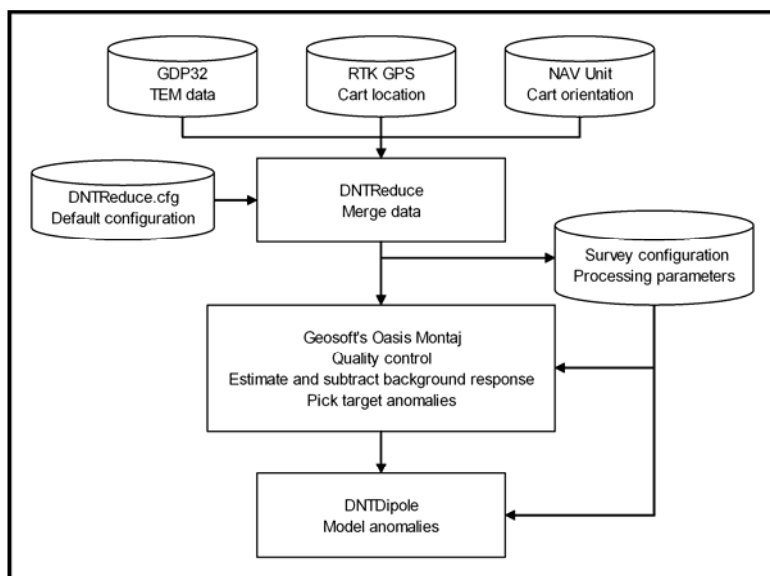 GDP32
TEM data
RTK GPS
Cart location
NAV Unit
Cart orientation
DNTReduce.cfg
Default configuration
DNTReduce
Merge data
Survey configuration
Processing parameters
Geosoft's Oasis Montaj
Quality control
Estimate and subtract background response
Pick target anomalies
DNTDipole
Model anomalies